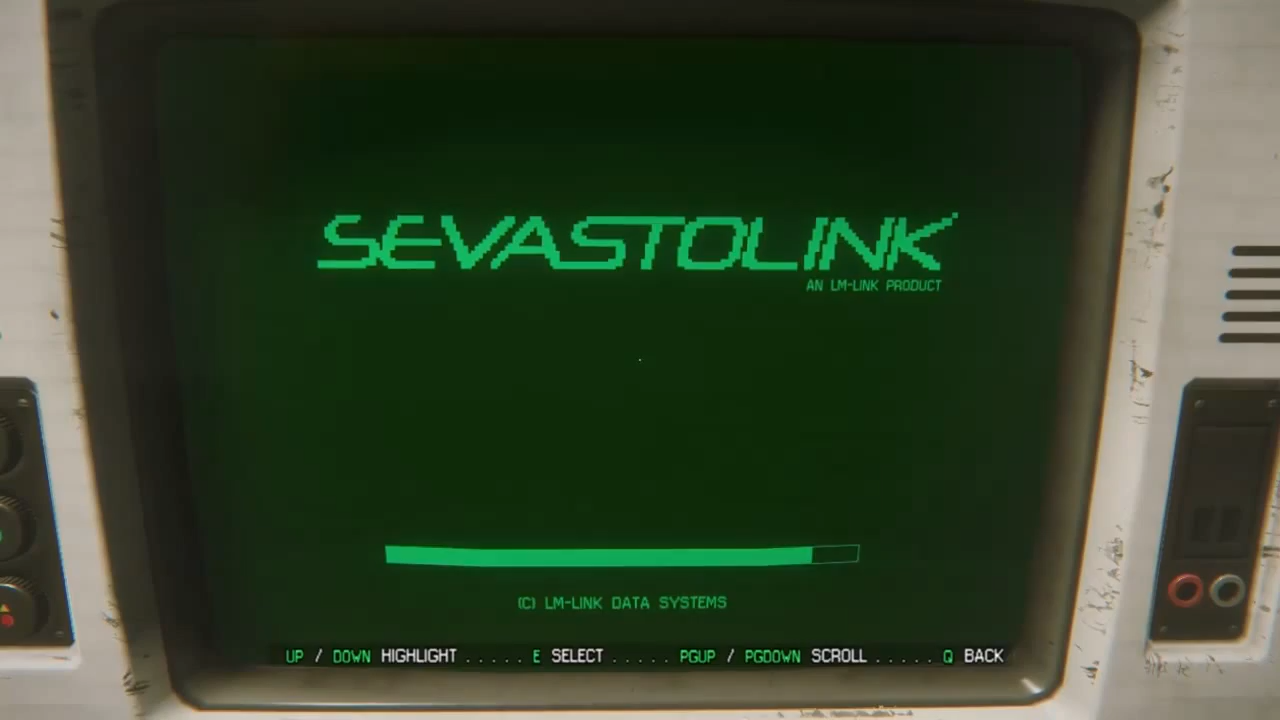 SEVASTOLINK
AN LM-LINK PRODUCT
(C) LM-LINK DATA SYSTEMS
UP / DOWN HIGHLIGHT ..... E SELECT ..... PGUP / PGDOWN SCROLL ..... Q BACK